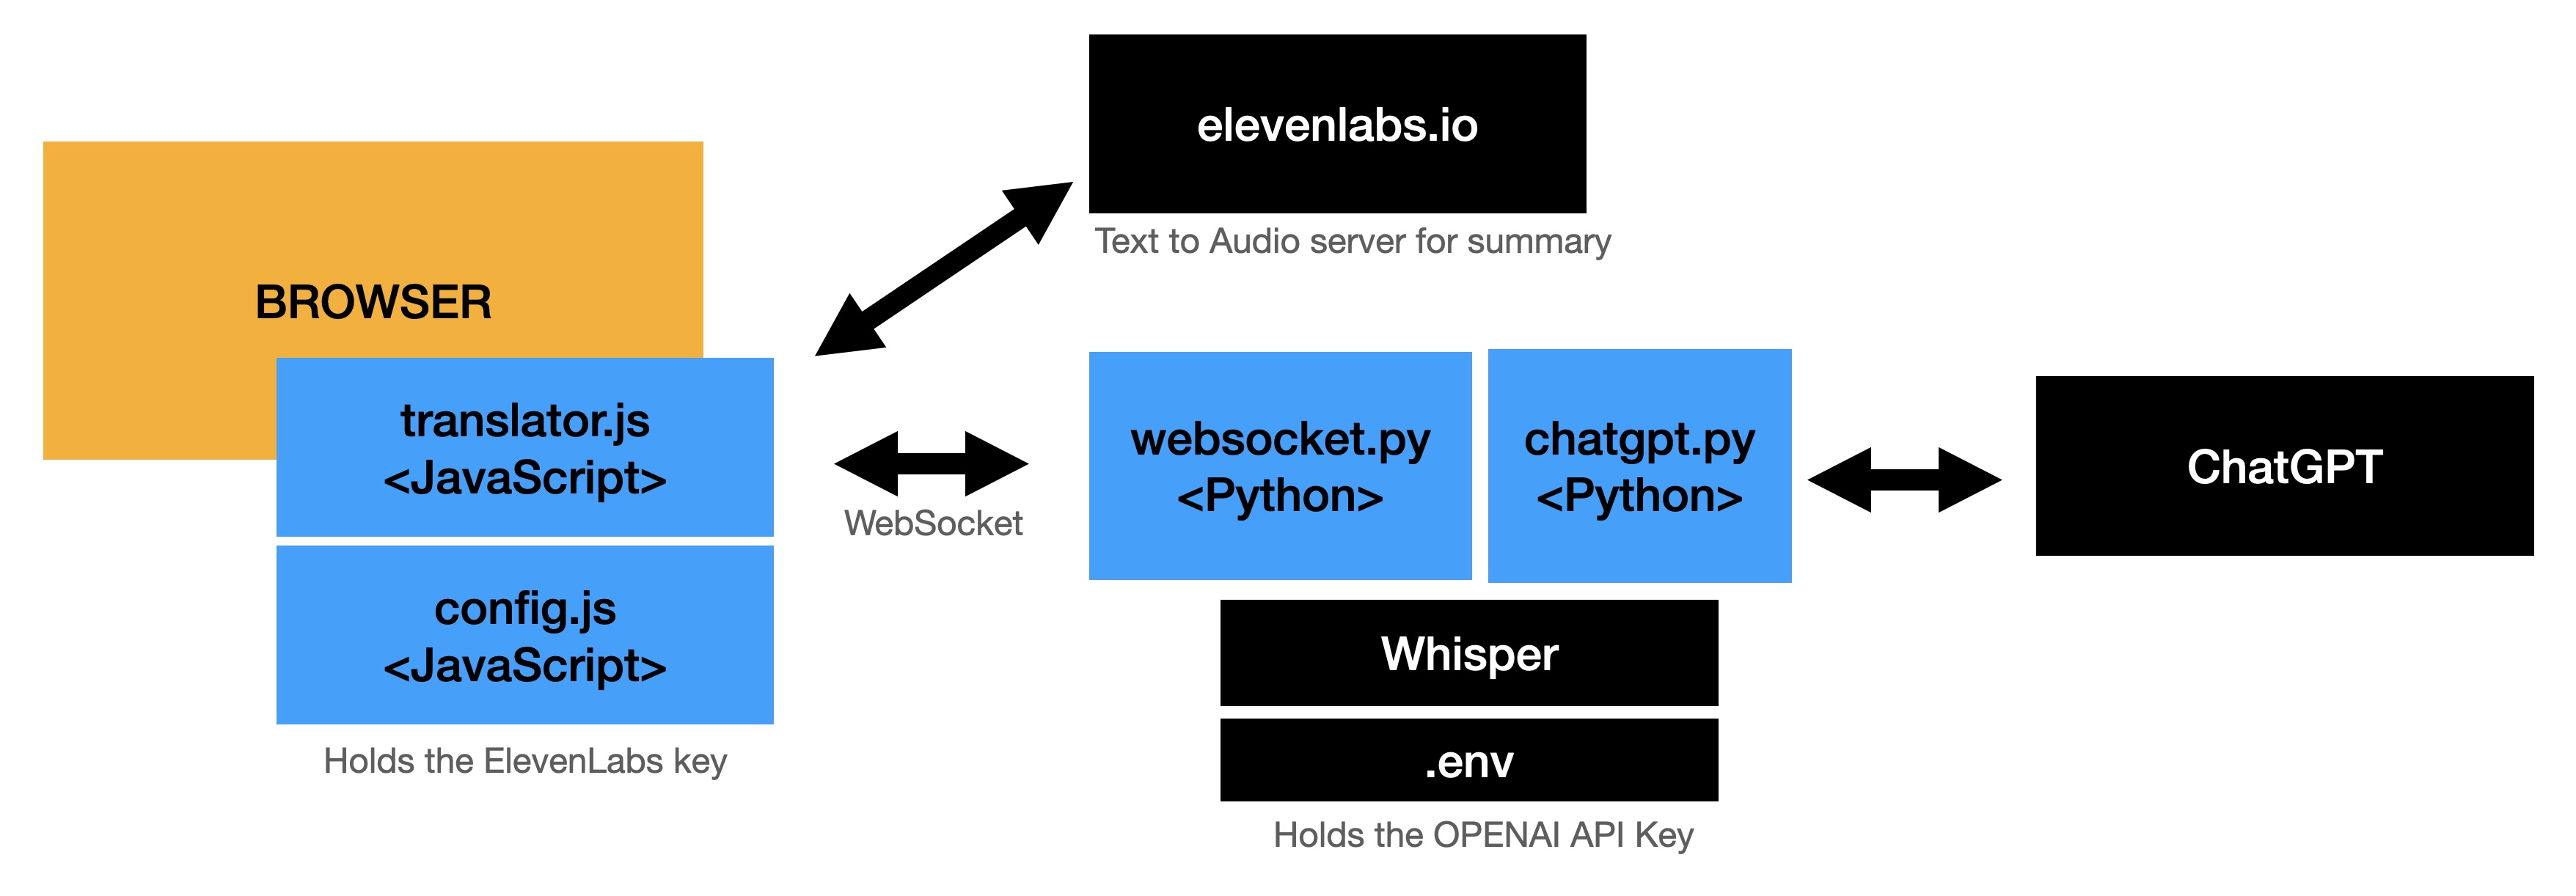 elevenlabs.io
Text to Audio server for summary
BROWSER
translator.js
<JavaScript>
config.js
<JavaScript>
Holds the ElevenLabs key
WebSocket
websocket.py
<Python>
chatgpt.py
<Python>
ChatGPT
Whisper
.env
Holds the OPENAI API Key